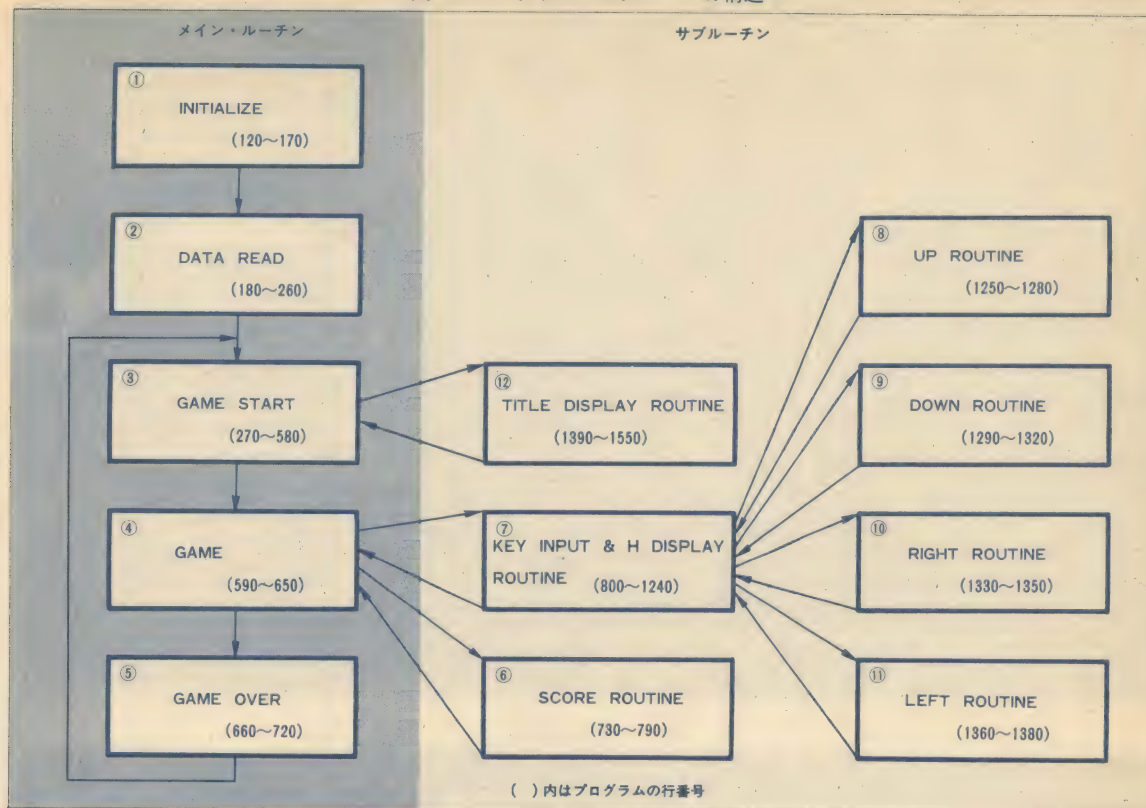 メイン・ルーチン
サブルーチン
①
INITIALIZE
(120〜170)
②
DATA READ
(180〜260)
③
GAME START
(270〜580)
④
GAME
(590〜650)
⑤
GAME OVER
(660〜720)
⑫
TITLE DISPLAY ROUTINE
(1390〜1550)
⑦
KEY INPUT & H DISPLAY
ROUTINE (800〜1240)
⑥
SCORE ROUTINE
(730〜790)
⑧
UP ROUTINE
(1250〜1280)
⑨
DOWN ROUTINE
(1290〜1320)
⑩
RIGHT ROUTINE
(1330〜1350)
⑪
LEFT ROUTINE
(1360〜1380)
( )内はプログラムの行番号